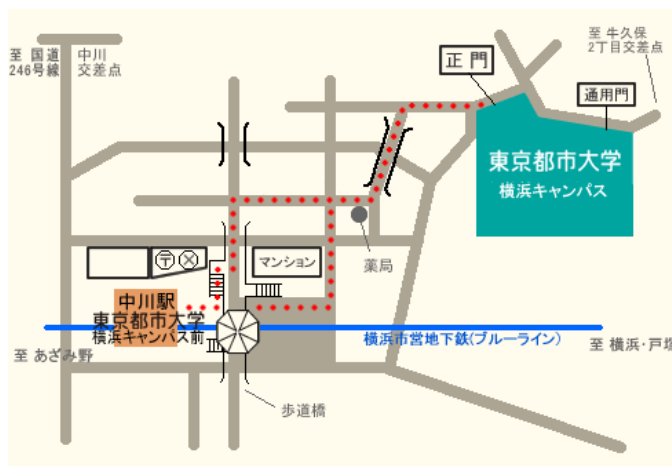 至 国道
246号線
中川
交差点
至 牛久保
2丁目交差点
正門
通用門
東京都市大学
横浜キャンパス
薬局
〒
マンション
中川駅
東京都市大学
横浜キャンパス前
横浜市営地下鉄(ブルーライン)
至 あざみ野
至 横浜・戸塚
歩道橋